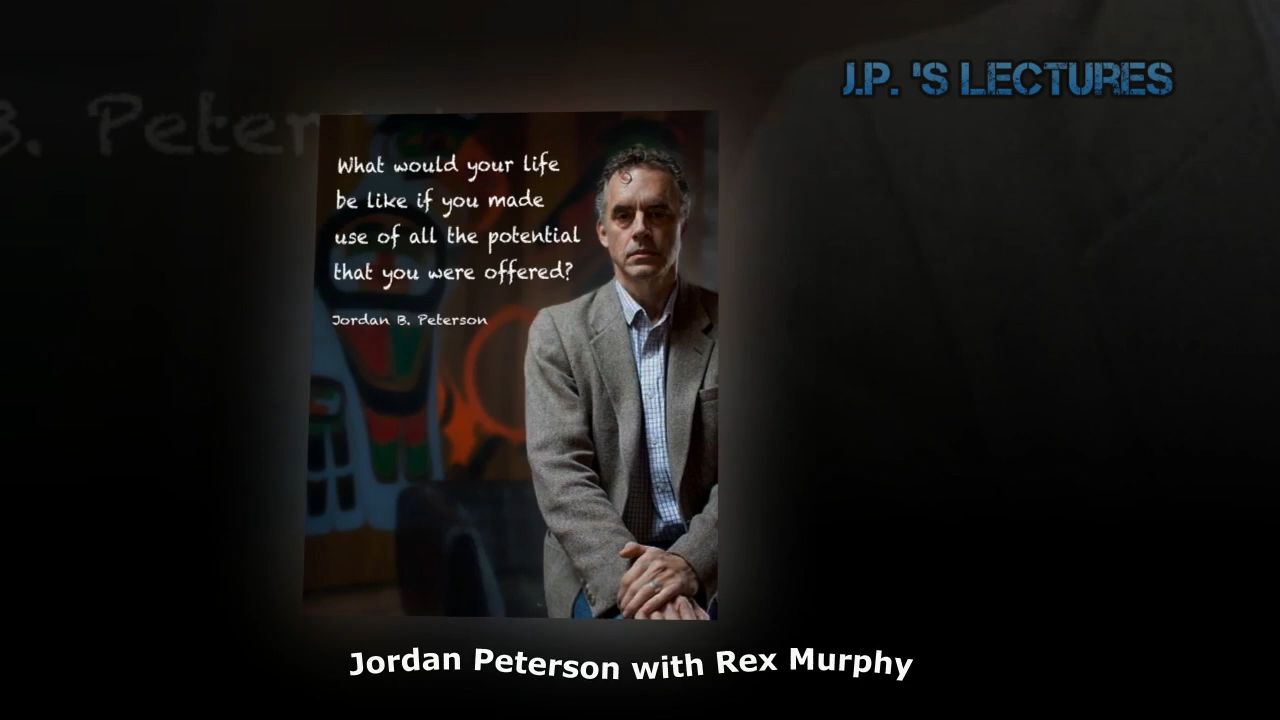 J.P. 'S LECTURES
B. Peter
What would your life
be like if you made
use of all the potential
that you were offered?
Jordan B. Peterson
Jordan Peterson with Rex Murphy